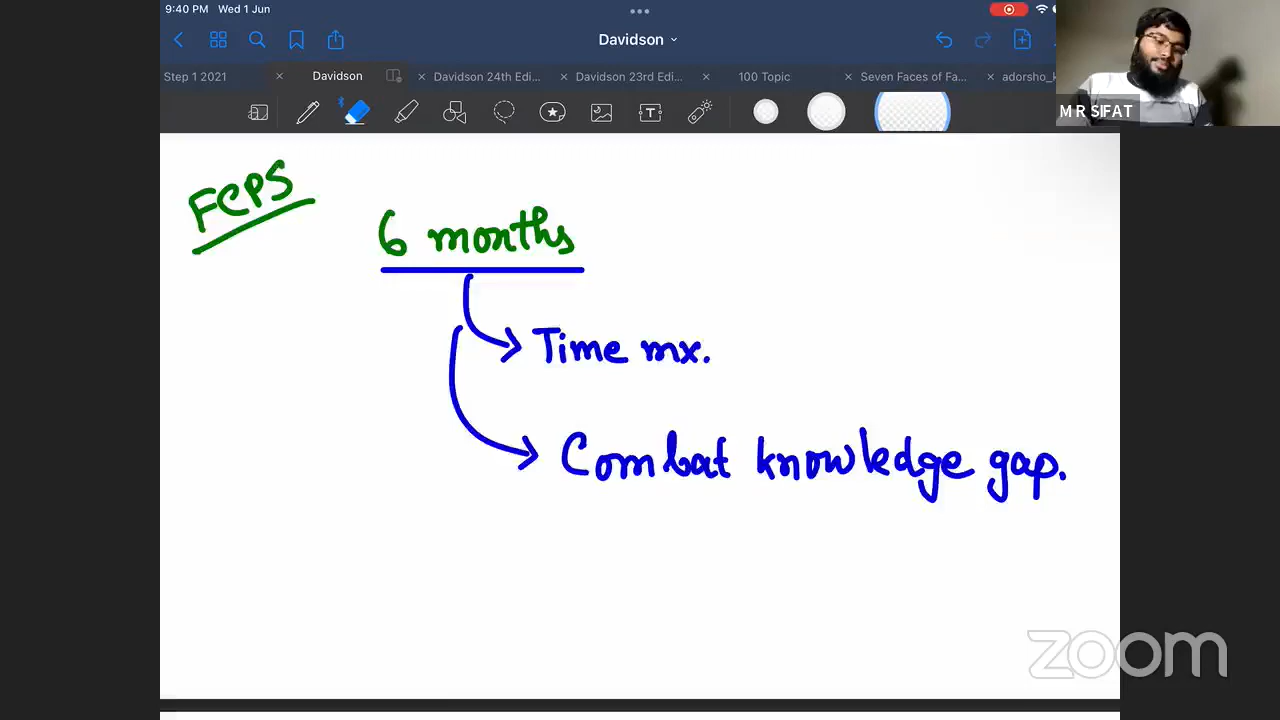 9:40 PM Wed 1 Jun
Davidson
Step 1 2021
Davidson
Davidson 24th Edi...
Davidson 23rd Edi...
100 Topic
Seven Faces of Fa...
M R SIFAT
FCPS
6 months
Time mx.
Combat knowledge gap.
zoom